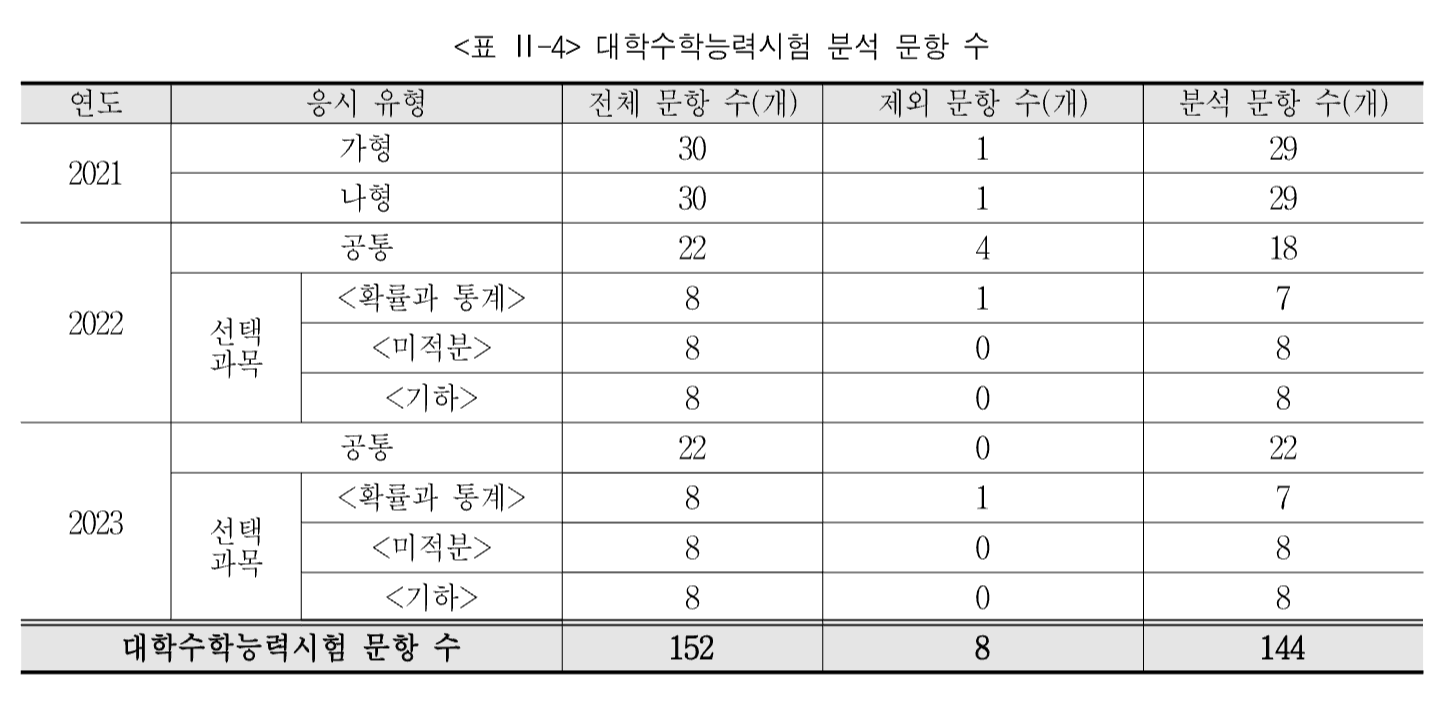 <표 Ⅱ-4> 대학수학능력시험 분석 문항 수
연도 응시 유형 전체 문항 수(개) 제외 문항 수(개) 분석 문항 수(개)
2021 가형 30 1 29
나형 30 1 29
2022 공통 22 4 18
선택 과목 <확률과 통계> 8 1 7
<미적분> 8 0 8
<기하> 8 0 8
2023 공통 22 0 22
선택 과목 <확률과 통계> 8 1 7
<미적분> 8 0 8
<기하> 8 0 8
대학수학능력시험 문항 수 152 8 144